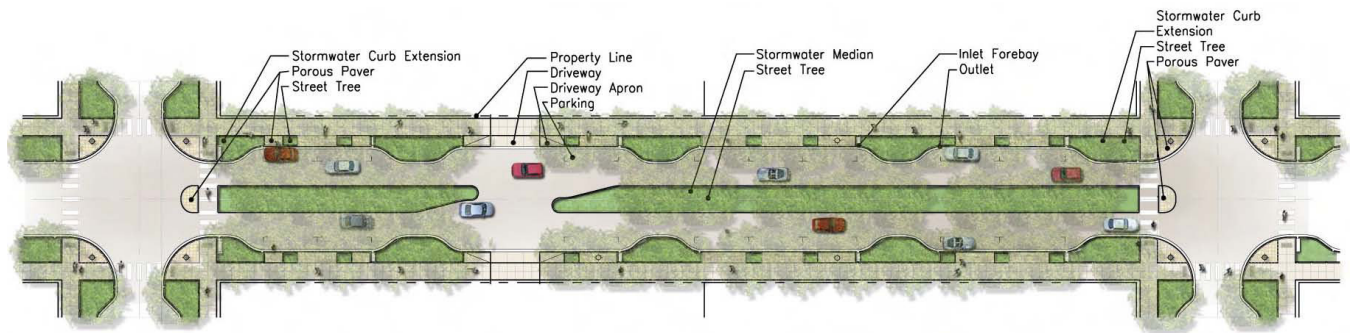 Stormwater Curb Extension
Porous Paver
Street Tree
Property Line
Driveway
Driveway Apron
Parking
Stormwater Median
Street Tree
Inlet Forebay
Outlet
Stormwater Curb
Extension
Street Tree
Porous Paver